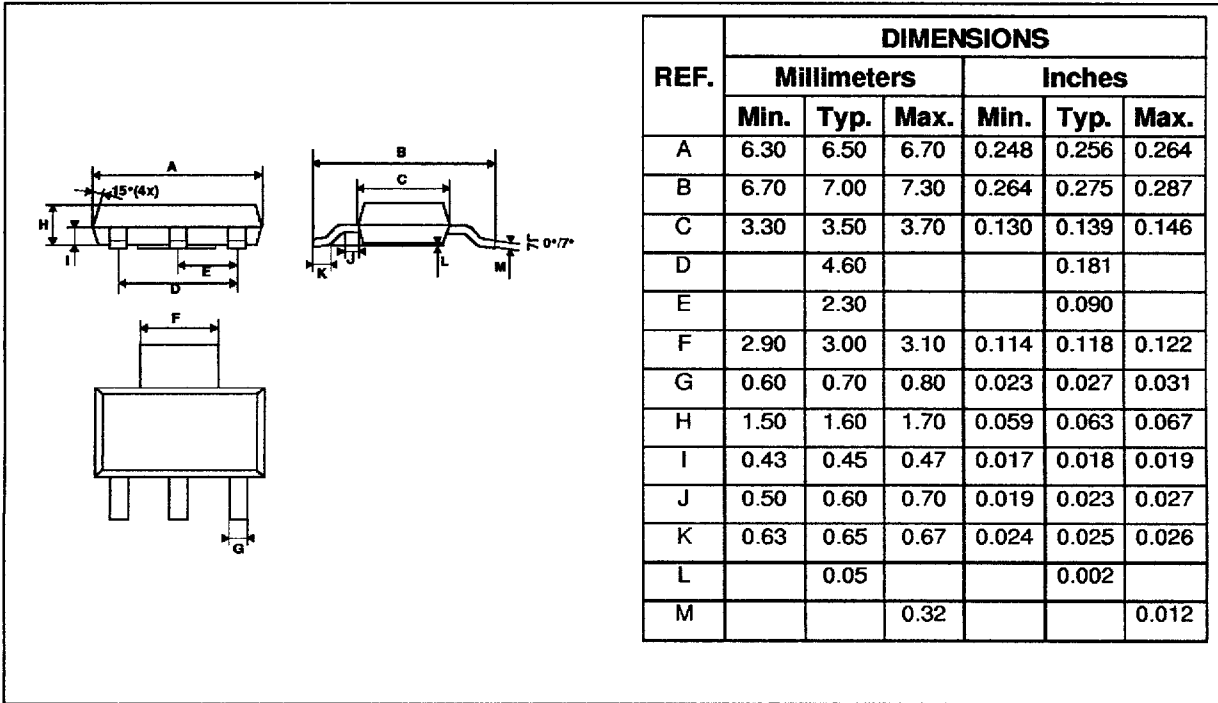 A
15°(4x)
H
I
E
D
B
C
K
J
L
M
0°/7°
F
G
DIMENSIONS
REF. Millimeters Inches
Min. Typ. Max. Min. Typ. Max.
A 6.30 6.50 6.70 0.248 0.256 0.264
B 6.70 7.00 7.30 0.264 0.275 0.287
C 3.30 3.50 3.70 0.130 0.139 0.146
D 4.60 0.181
E 2.30 0.090
F 2.90 3.00 3.10 0.114 0.118 0.122
G 0.60 0.70 0.80 0.023 0.027 0.031
H 1.50 1.60 1.70 0.059 0.063 0.067
I 0.43 0.45 0.47 0.017 0.018 0.019
J 0.50 0.60 0.70 0.019 0.023 0.027
K 0.63 0.65 0.67 0.024 0.025 0.026
L 0.05 0.002
M 0.32 0.012